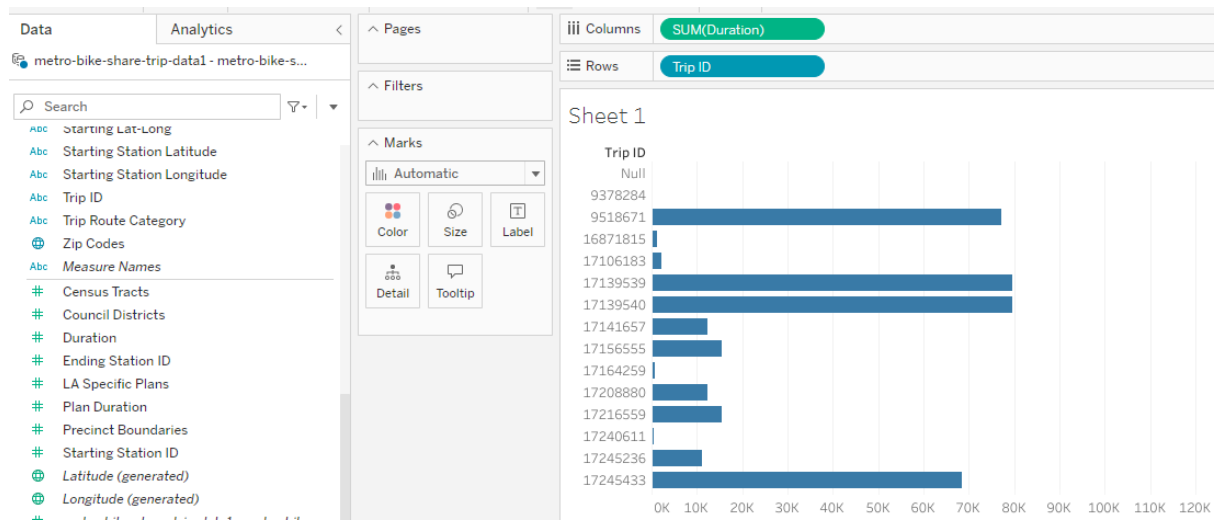 Data
Analytics
metro-bike-share-trip-data1 - metro-bike-s...
Search
Abc Starting Lat-Long
Abc Starting Station Latitude
Abc Starting Station Longitude
Abc Trip ID
Abc Trip Route Category
Zip Codes
Abc Measure Names
# Census Tracts
# Council Districts
# Duration
# Ending Station ID
# LA Specific Plans
# Plan Duration
# Precinct Boundaries
# Starting Station ID
Latitude (generated)
Longitude (generated)
Pages
Filters
Marks
Automatic
Color
Size
T
Label
Detail
Tooltip
Columns
SUM(Duration)
Rows
Trip ID
Sheet 1
Trip ID
Null
9378284
9518671
16871815
17106183
17139539
17139540
17141657
17156555
17164259
17208880
17216559
17240611
17245236
17245433
0K 10K 20K 30K 40K 50K 60K 70K 80K 90K 100K 110K 120K